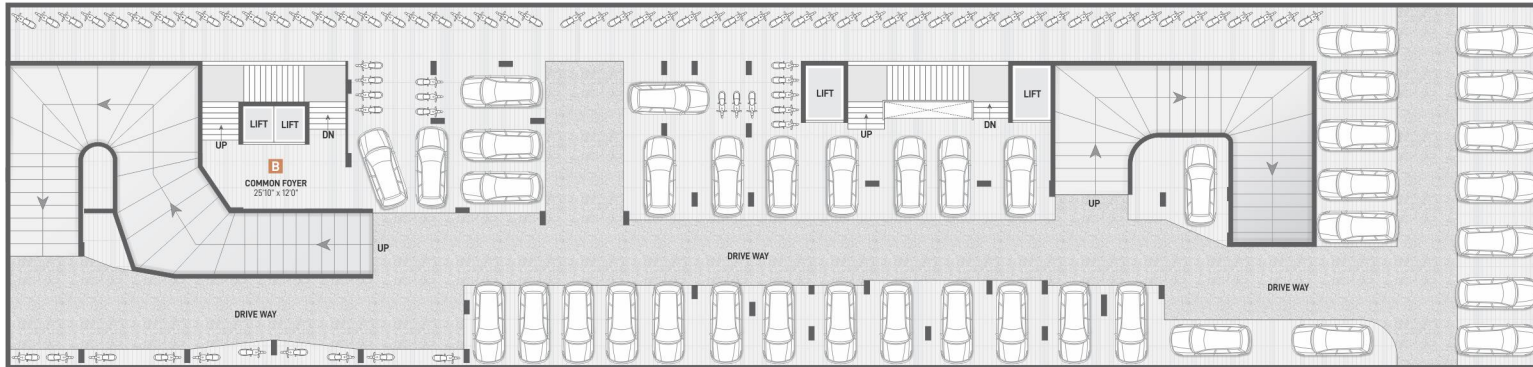 LIFT
LIFT
UP
DN
B
COMMON FOYER
25'10" x 12'0"
UP
DRIVE WAY
LIFT
LIFT
UP
DN
UP
DRIVE WAY
DRIVE WAY